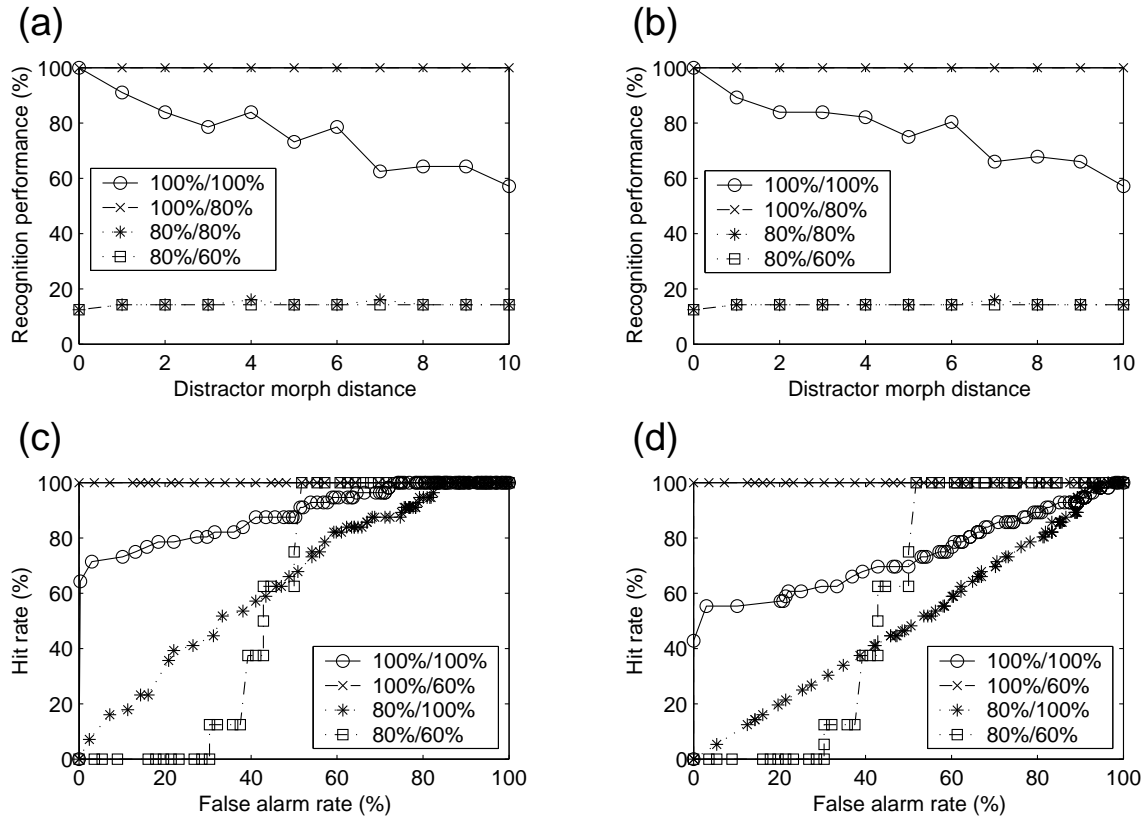 (a)
Recognition performance (%)
100
80
60
40
20
0
0 2 4 6 8 10
100%/100%
100%/80%
80%/80%
80%/60%
Distractor morph distance
(b)
Recognition performance (%)
100
80
60
40
20
0
0 2 4 6 8 10
100%/100%
100%/80%
80%/80%
80%/60%
Distractor morph distance
(c)
Hit rate (%)
100
80
60
40
20
0
0 20 40 60 80 100
100%/100%
100%/60%
80%/100%
80%/60%
False alarm rate (%)
(d)
Hit rate (%)
100
80
60
40
20
0
0 20 40 60 80 100
100%/100%
100%/60%
80%/100%
80%/60%
False alarm rate (%)